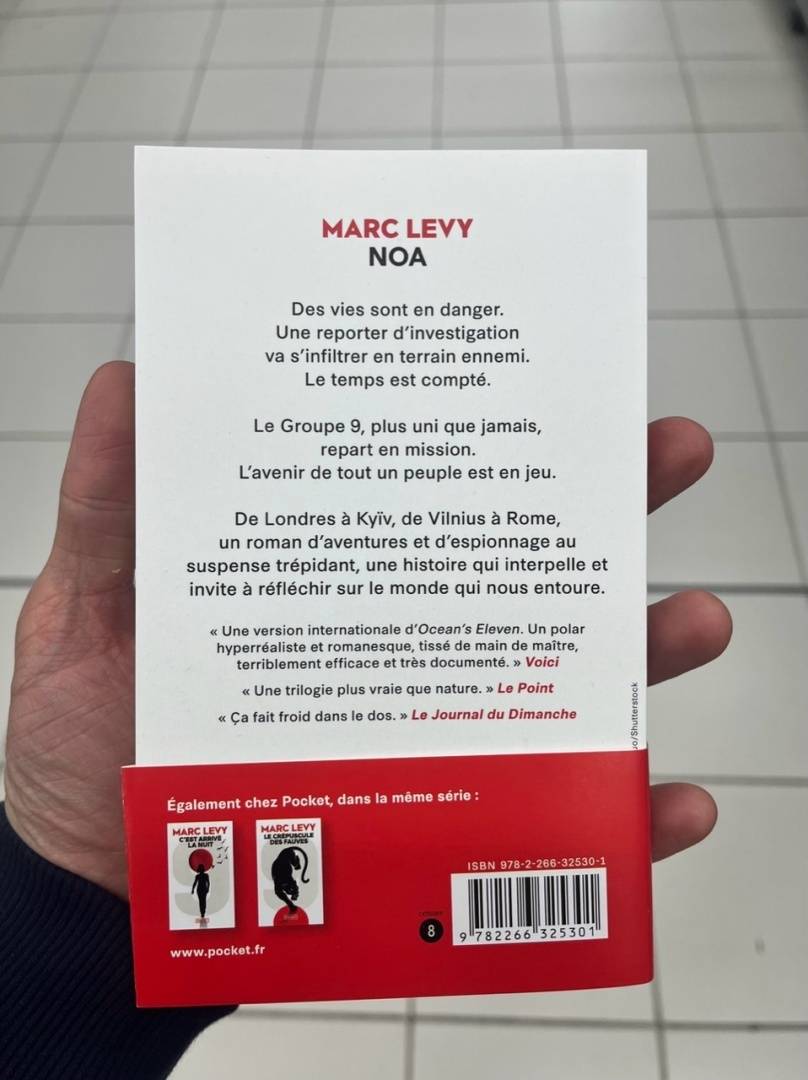 MARC LEVY
NOA
Des vies sont en danger.
Une reporter d'investigation
va s'infiltrer en terrain ennemi.
Le temps est compté.
Le Groupe 9, plus uni que jamais,
repart en mission.
L'avenir de tout un peuple est en jeu.
De Londres à Kyïv, de Vilnius à Rome,
un roman d'aventures et d'espionnage au
suspense trépidant, une histoire qui interpelle et
invite à réfléchir sur le monde qui nous entoure.
« Une version internationale d'Ocean's Eleven. Un polar
hyperréaliste et romanesque, tissé de main de maître,
terriblement efficace et très documenté. » Voici
« Une trilogie plus vraie que nature. » Le Point
« Ça fait froid dans le dos. » Le Journal du Dimanche
/Shutterstock
Également chez Pocket, dans la même série :
MARC LEVY
C'EST ARRIVÉ
LA NUIT
9
MARC LEVY
LE CRÉPUSCULE
DES FAUVES
9
www.pocket.fr
ISBN 978-2-266-32530-1
8
9 782266 325301